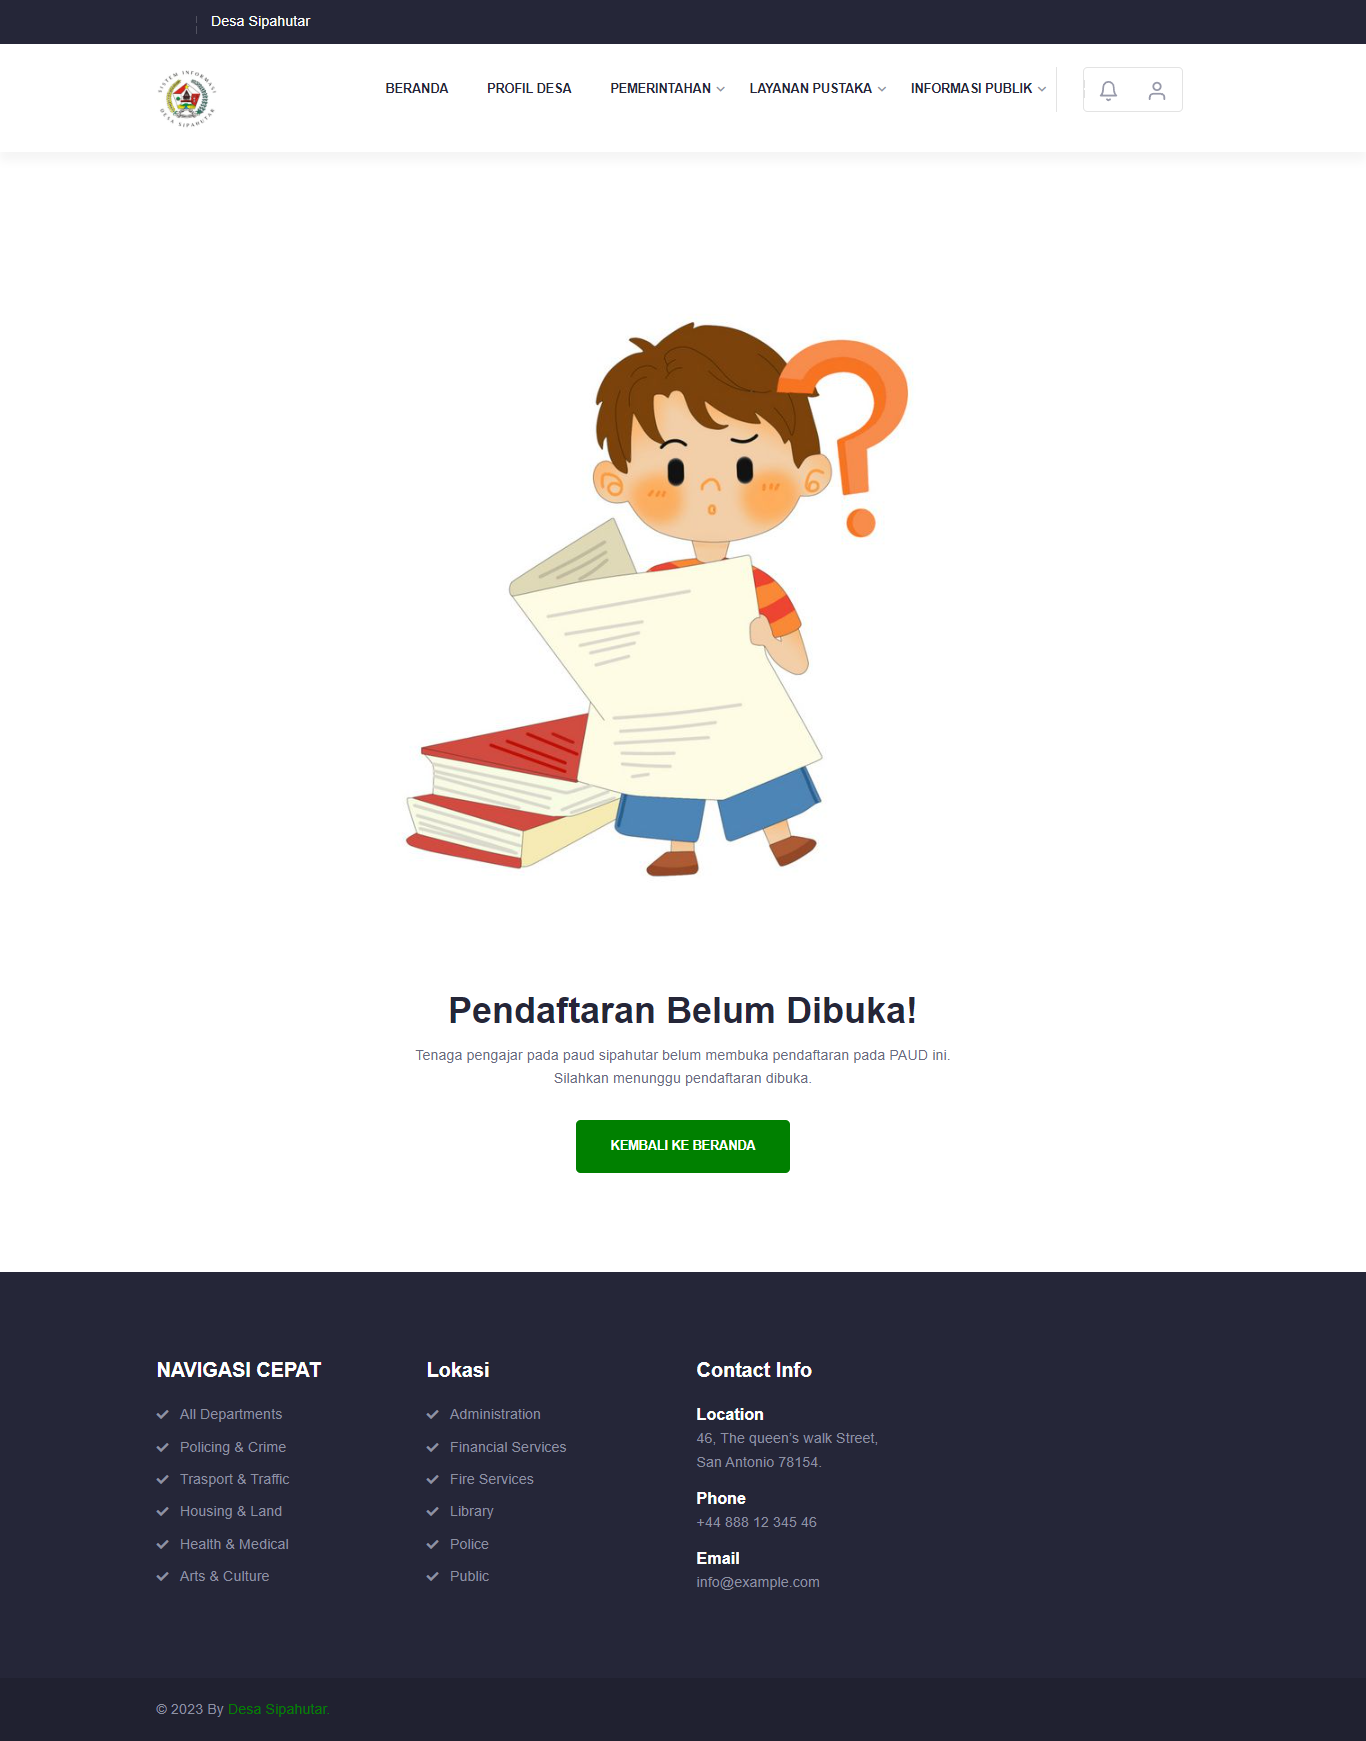 Desa Sipahutar
SISTEM INFORMASI
DESA SIPAHUTAR
BERANDA
PROFIL DESA
PEMERINTAHAN
LAYANAN PUSTAKA
INFORMASI PUBLIK
Pendaftaran Belum Dibuka!
Tenaga pengajar pada paud sipahutar belum membuka pendaftaran pada PAUD ini.
Silahkan menunggu pendaftaran dibuka.
KEMBALI KE BERANDA
NAVIGASI CEPAT
All Departments
Policing & Crime
Trasport & Traffic
Housing & Land
Health & Medical
Arts & Culture
Lokasi
Administration
Financial Services
Fire Services
Library
Police
Public
Contact Info
Location
46, The queen's walk Street,
San Antonio 78154.
Phone
+44 888 12 345 46
Email
info@example.com
© 2023 By Desa Sipahutar.